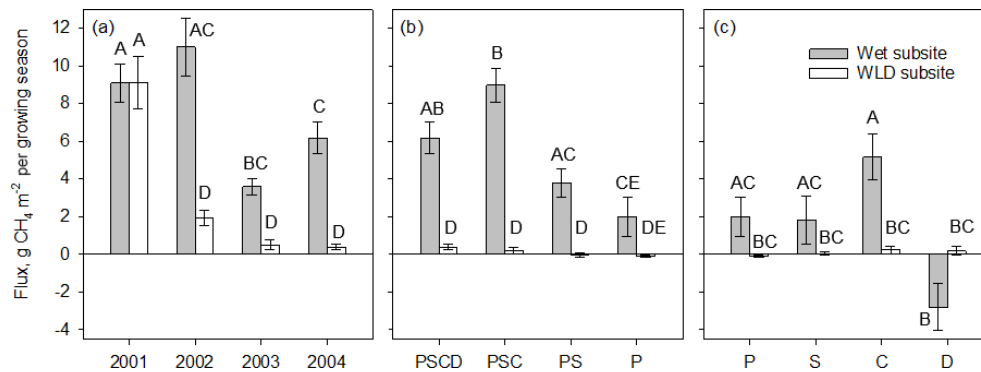 (a) (b) (c)
Wet subsite
WLD subsite
Flux, g CH₄ m⁻² per growing season
12
10
8
6
4
2
0
-2
-4
A A AC D BC D C D
AB D B D AC D CE DE
AC BC AC BC A BC B BC
2001 2002 2003 2004
PSCD PSC PS P
P S C D